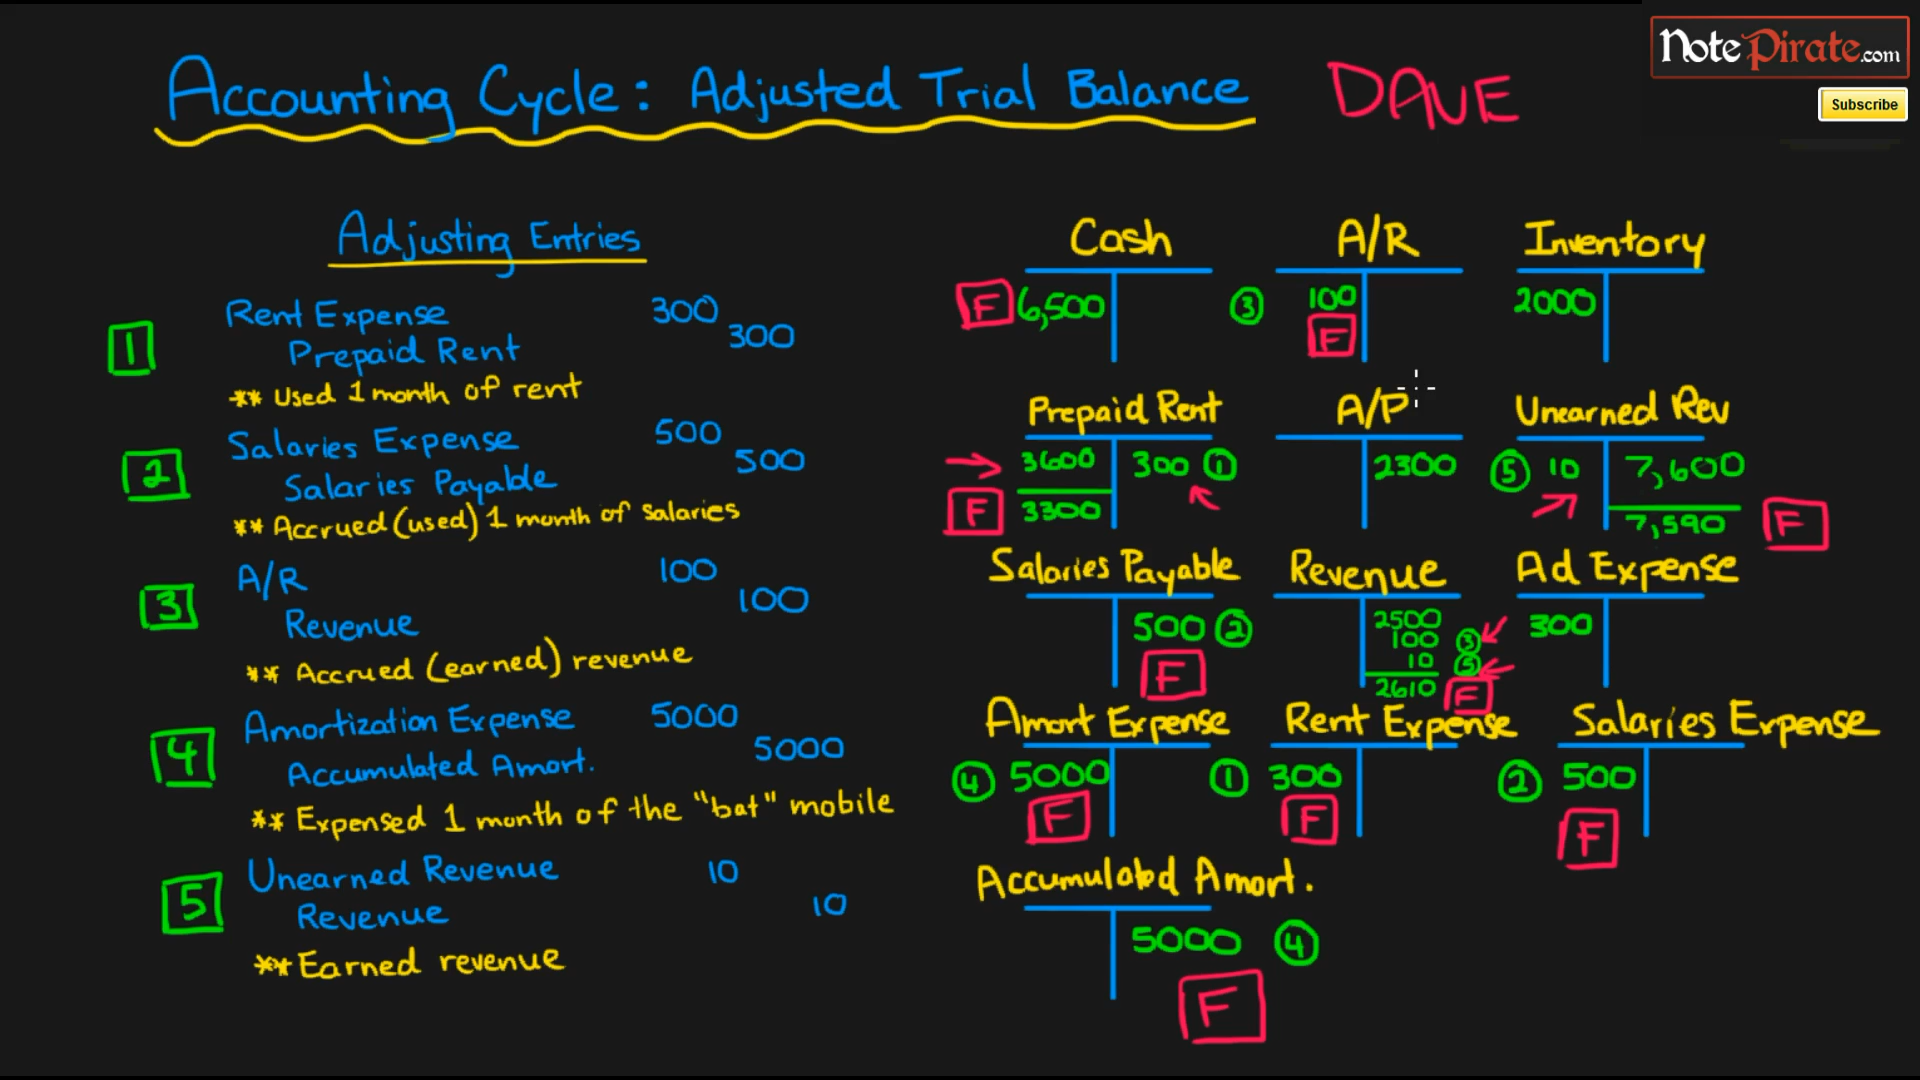 NotePirate.com
Subscribe
Accounting Cycle: Adjusted Trial Balance DAVE
Adjusting Entries
1
Rent Expense 300
Prepaid Rent 300
** Used 1 month of rent
2
Salaries Expense 500
Salaries Payable 500
** Accrued (used) 1 month of salaries
3
A/R 100
Revenue 100
** Accrued (earned) revenue
4
Amortization Expense 5000
Accumulated Amort. 5000
** Expensed 1 month of the "bat" mobile
5
Unearned Revenue 10
Revenue 10
** Earned revenue
Cash A/R Inventory
F 6,500 3 100 2000
F
Prepaid Rent A/P Unearned Rev
3600 300 1 2300 5 10 7,600
F 3300 7,590 F
Salaries Payable Revenue Ad Expense
500 2 2500 300
100 3
10 5
F 2610 F
Amort Expense Rent Expense Salaries Expense
4 5000 1 300 2 500
F F F
Accumulated Amort.
5000 4
F